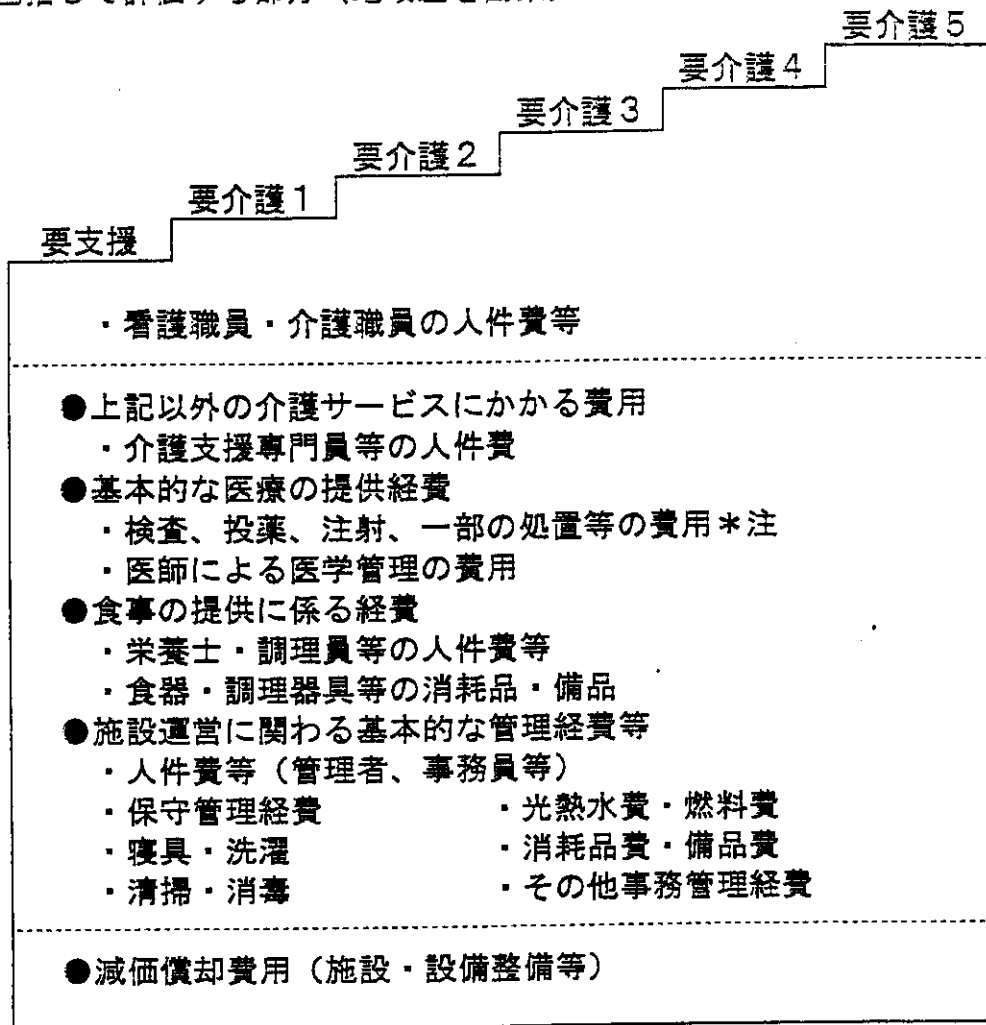 要介護5
要介護4
要介護3
要介護2
要介護1
要支援
・看護職員・介護職員の人件費等
●上記以外の介護サービスにかかる費用
・介護支援専門員等の人件費
●基本的な医療の提供経費
・検査、投薬、注射、一部の処置等の費用＊注
・医師による医学管理の費用
●食事の提供に係る経費
・栄養士・調理員等の人件費等
・食器・調理器具等の消耗品・備品
●施設運営に関わる基本的な管理経費等
・人件費等（管理者、事務員等）
・保守管理経費 ・光熱水費・燃料費
・寝具・洗濯 ・消耗品費・備品費
・清掃・消毒 ・その他事務管理経費
●減価償却費用（施設・設備整備等）